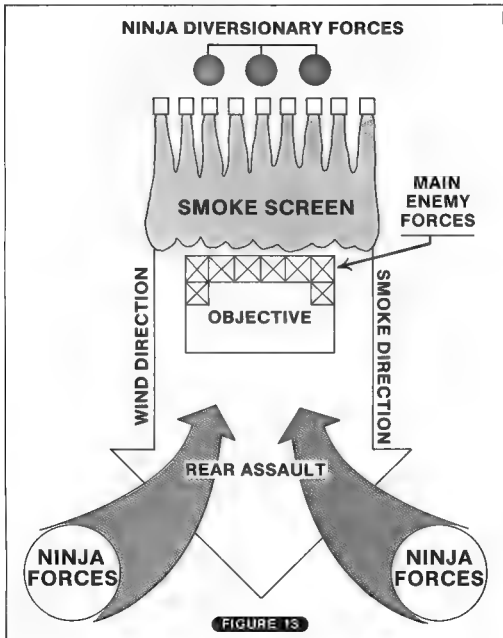 NINJA DIVERSIONARY FORCES
SMOKE SCREEN
MAIN
ENEMY
FORCES
OBJECTIVE
WIND DIRECTION
SMOKE DIRECTION
REAR ASSAULT
NINJA
FORCES
NINJA
FORCES
FIGURE 13